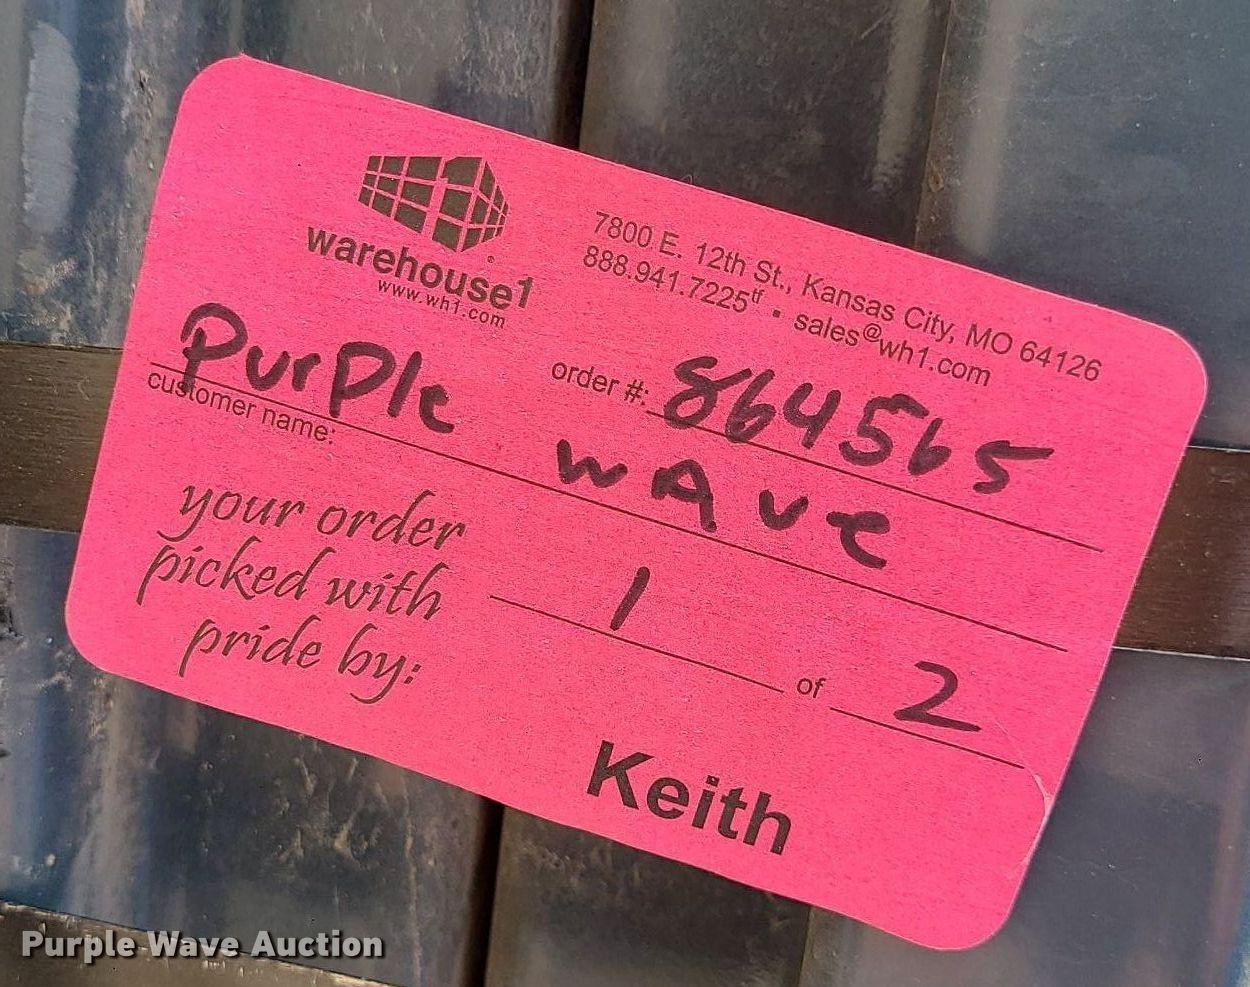 warehouse1
www.wh1.com
7800 E. 12th St., Kansas City, MO 64126
888.941.7225tf • sales@wh1.com
order #: 864565
customer name: Purple Wave
your order
picked with
pride by:
1 of 2
Keith
Purple Wave Auction